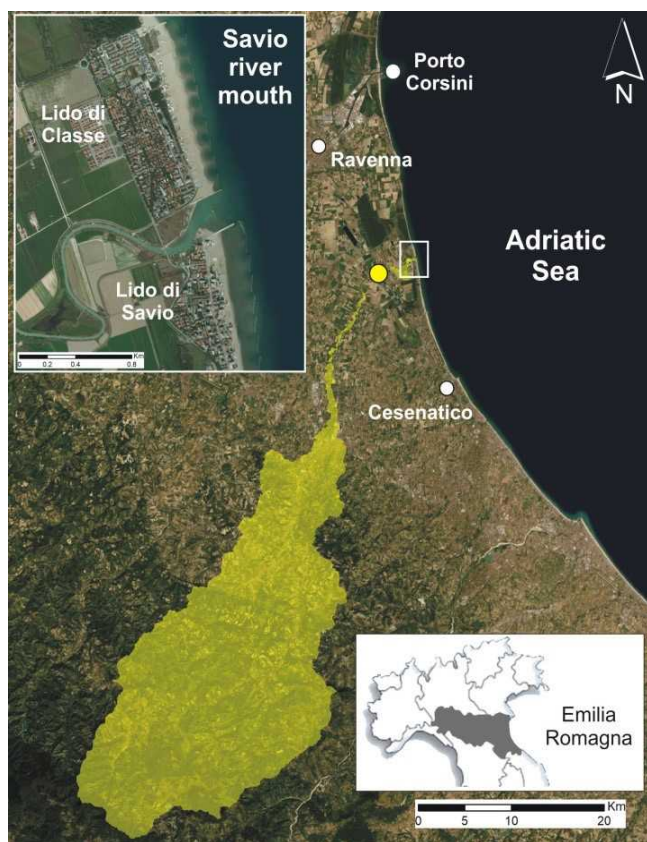 Savio
river
mouth
Lido di
Classe
Lido di
Savio
Km
0 0.2 0.4 0.8
Porto
Corsini
N
Ravenna
Adriatic
Sea
Cesenatico
Emilia
Romagna
Km
0 5 10 20